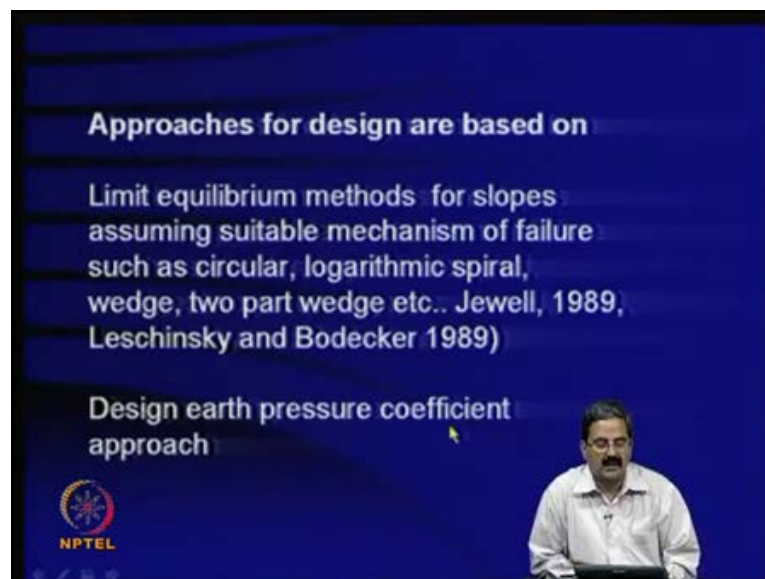 Approaches for design are based on
Limit equilibrium methods for slopes
assuming suitable mechanism of failure
such as circular, logarithmic spiral,
wedge, two part wedge etc.. Jewell, 1989,
Leschinsky and Bodecker 1989)
Design earth pressure coefficient
approach
NPTEL